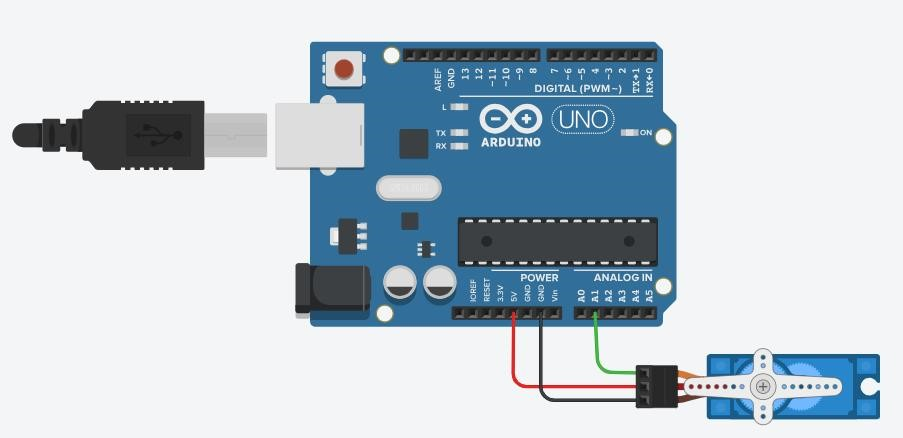 AREF
GND
13
12
~11
~10
~9
8
7
~6
~5
4
~3
2
TX→1
RX←0
DIGITAL (PWM~)
L
TX
RX
ARDUINO
UNO
ON
POWER
ANALOG IN
IOREF
RESET
3.3V
5V
GND
GND
Vin
A0
A1
A2
A3
A4
A5